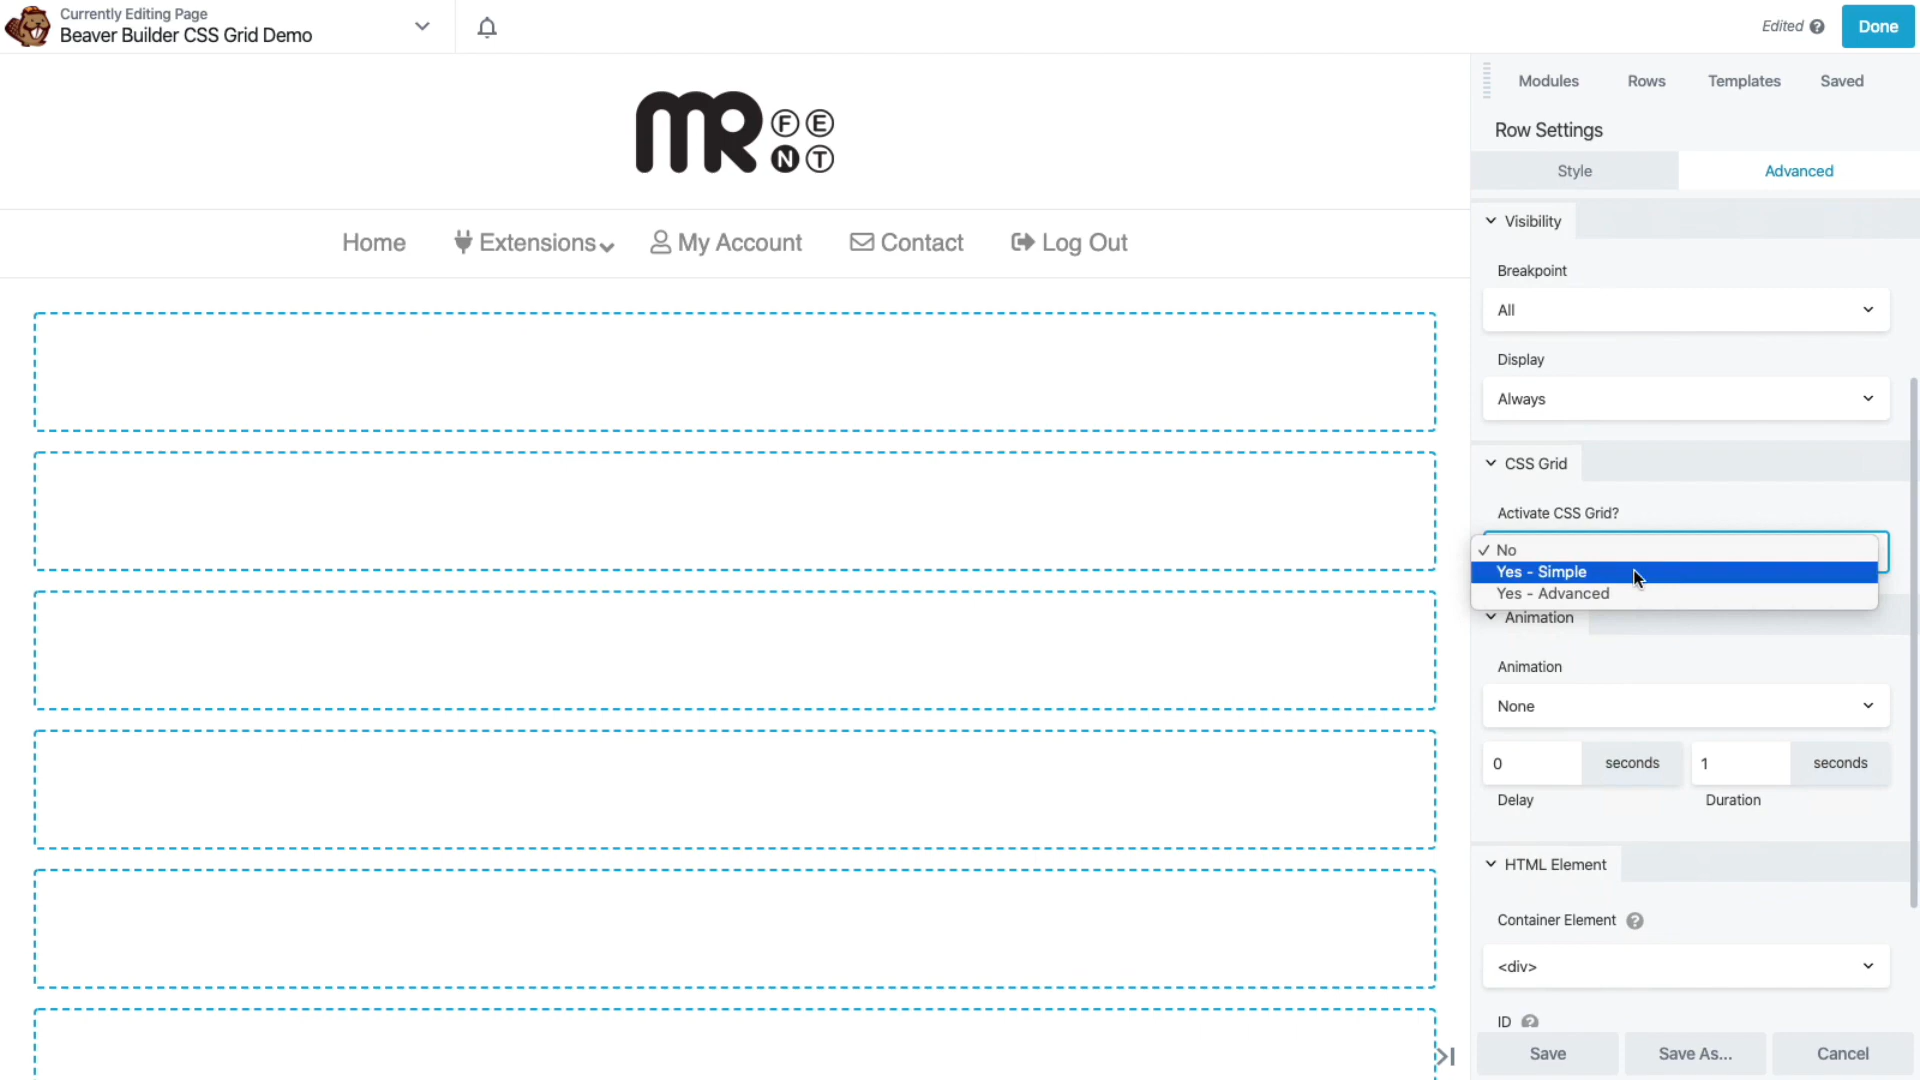 Currently Editing Page
Beaver Builder CSS Grid Demo
Edited
Done
MR F E N T
Home Extensions My Account Contact Log Out
Modules Rows Templates Saved
Row Settings
Style Advanced
Visibility
Breakpoint
All
Display
Always
CSS Grid
Activate CSS Grid?
✓ No
Yes - Simple
Yes - Advanced
Animation
Animation
None
0 seconds 1 seconds
Delay Duration
HTML Element
Container Element ?
<div>
ID ?
Save Save As... Cancel